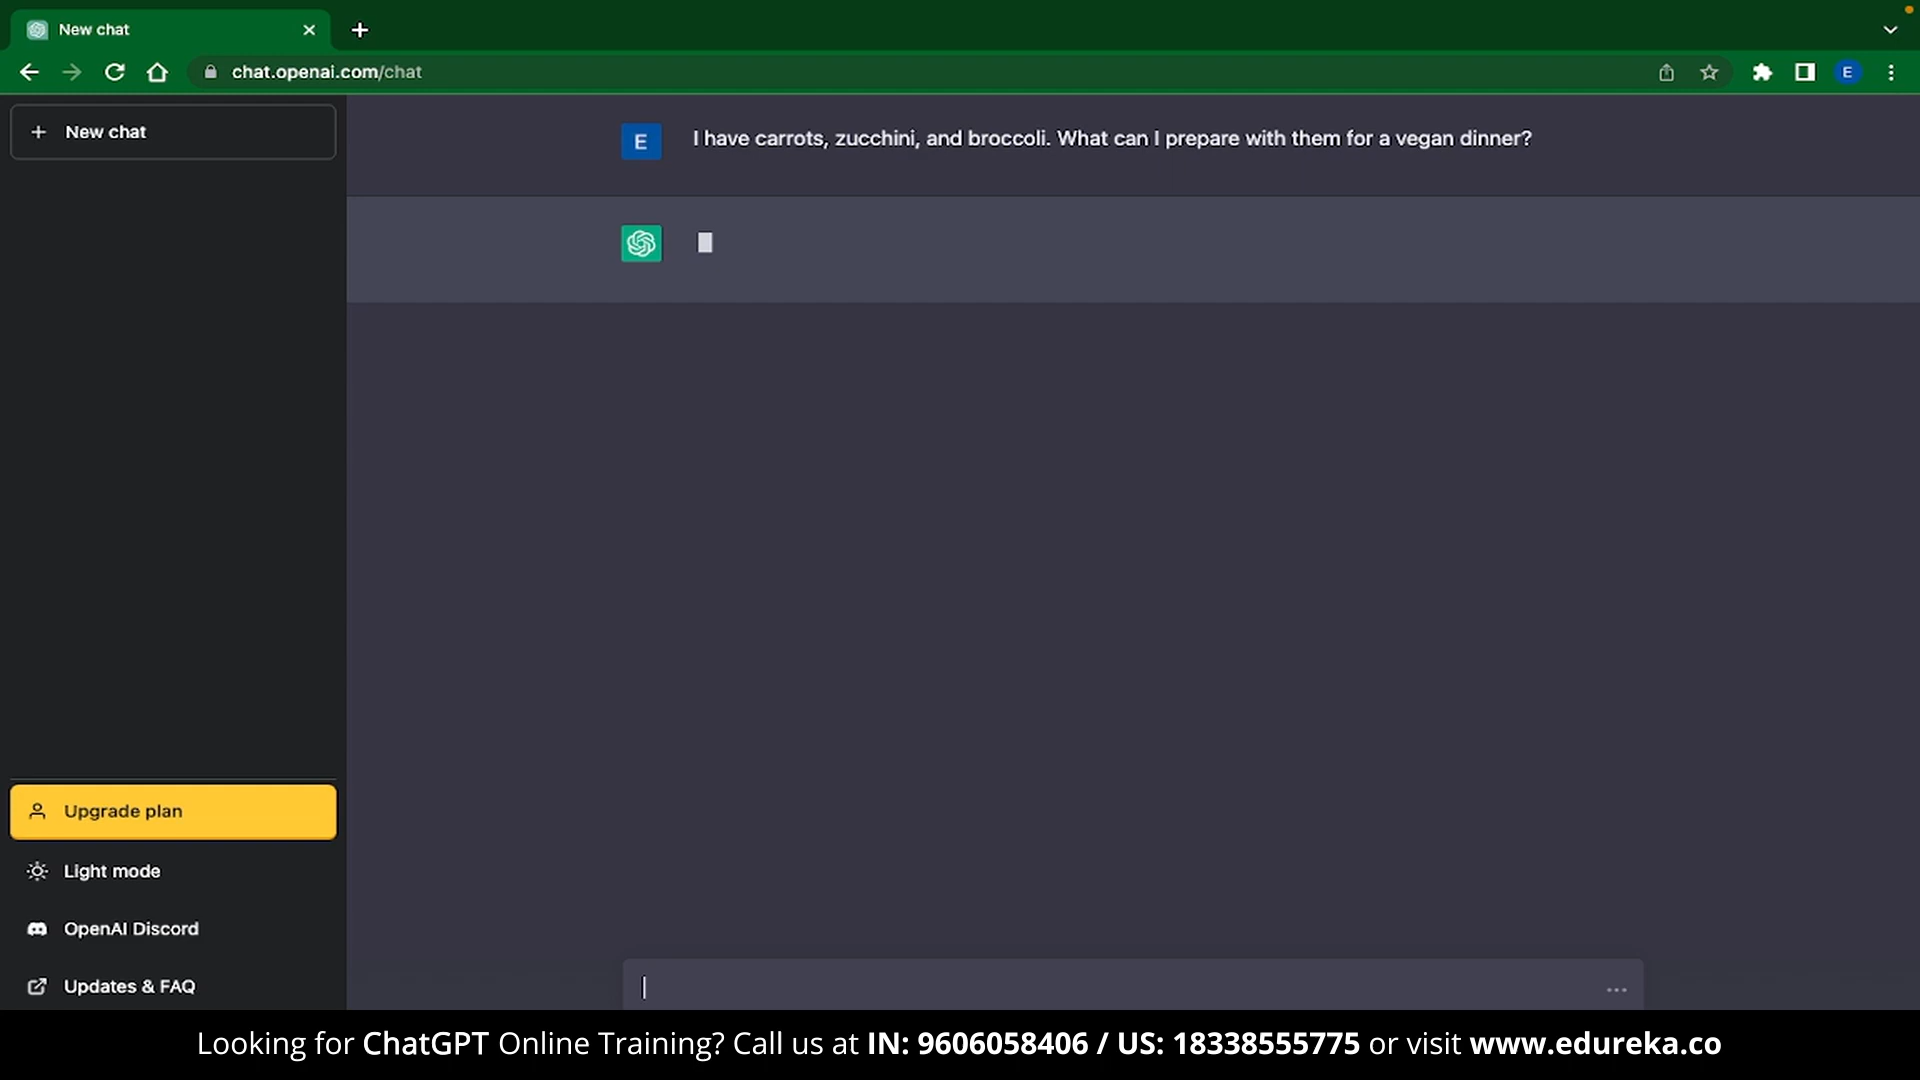 New chat
chat.openai.com/chat
E
New chat
E
I have carrots, zucchini, and broccoli. What can I prepare with them for a vegan dinner?
Upgrade plan
Light mode
OpenAI Discord
Updates & FAQ
Looking for ChatGPT Online Training? Call us at IN: 9606058406 / US: 18338555775 or visit www.edureka.co